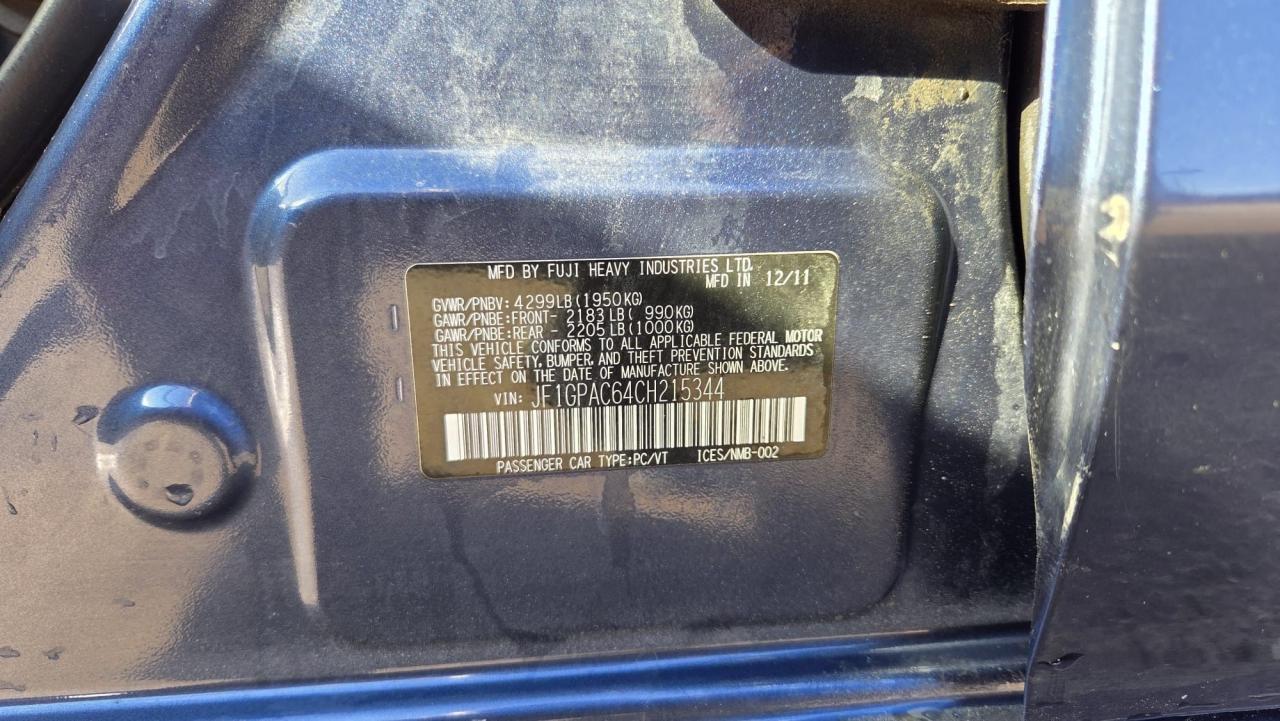 MFD BY FUJI HEAVY INDUSTRIES LTD.
MFD IN 12/11
GVWR/PNBV: 4299LB(1950KG)
GAWR/PNBE:FRONT- 2183LB( 990KG)
GAWR/PNBE:REAR - 2205LB(1000KG)
THIS VEHICLE CONFORMS TO ALL APPLICABLE FEDERAL MOTOR
VEHICLE SAFETY, BUMPER, AND THEFT PREVENTION STANDARDS
IN EFFECT ON THE DATE OF MANUFACTURE SHOWN ABOVE.
VIN: JF1GPAC64CH215344
PASSENGER CAR TYPE:PC/VT ICES/NMB-002